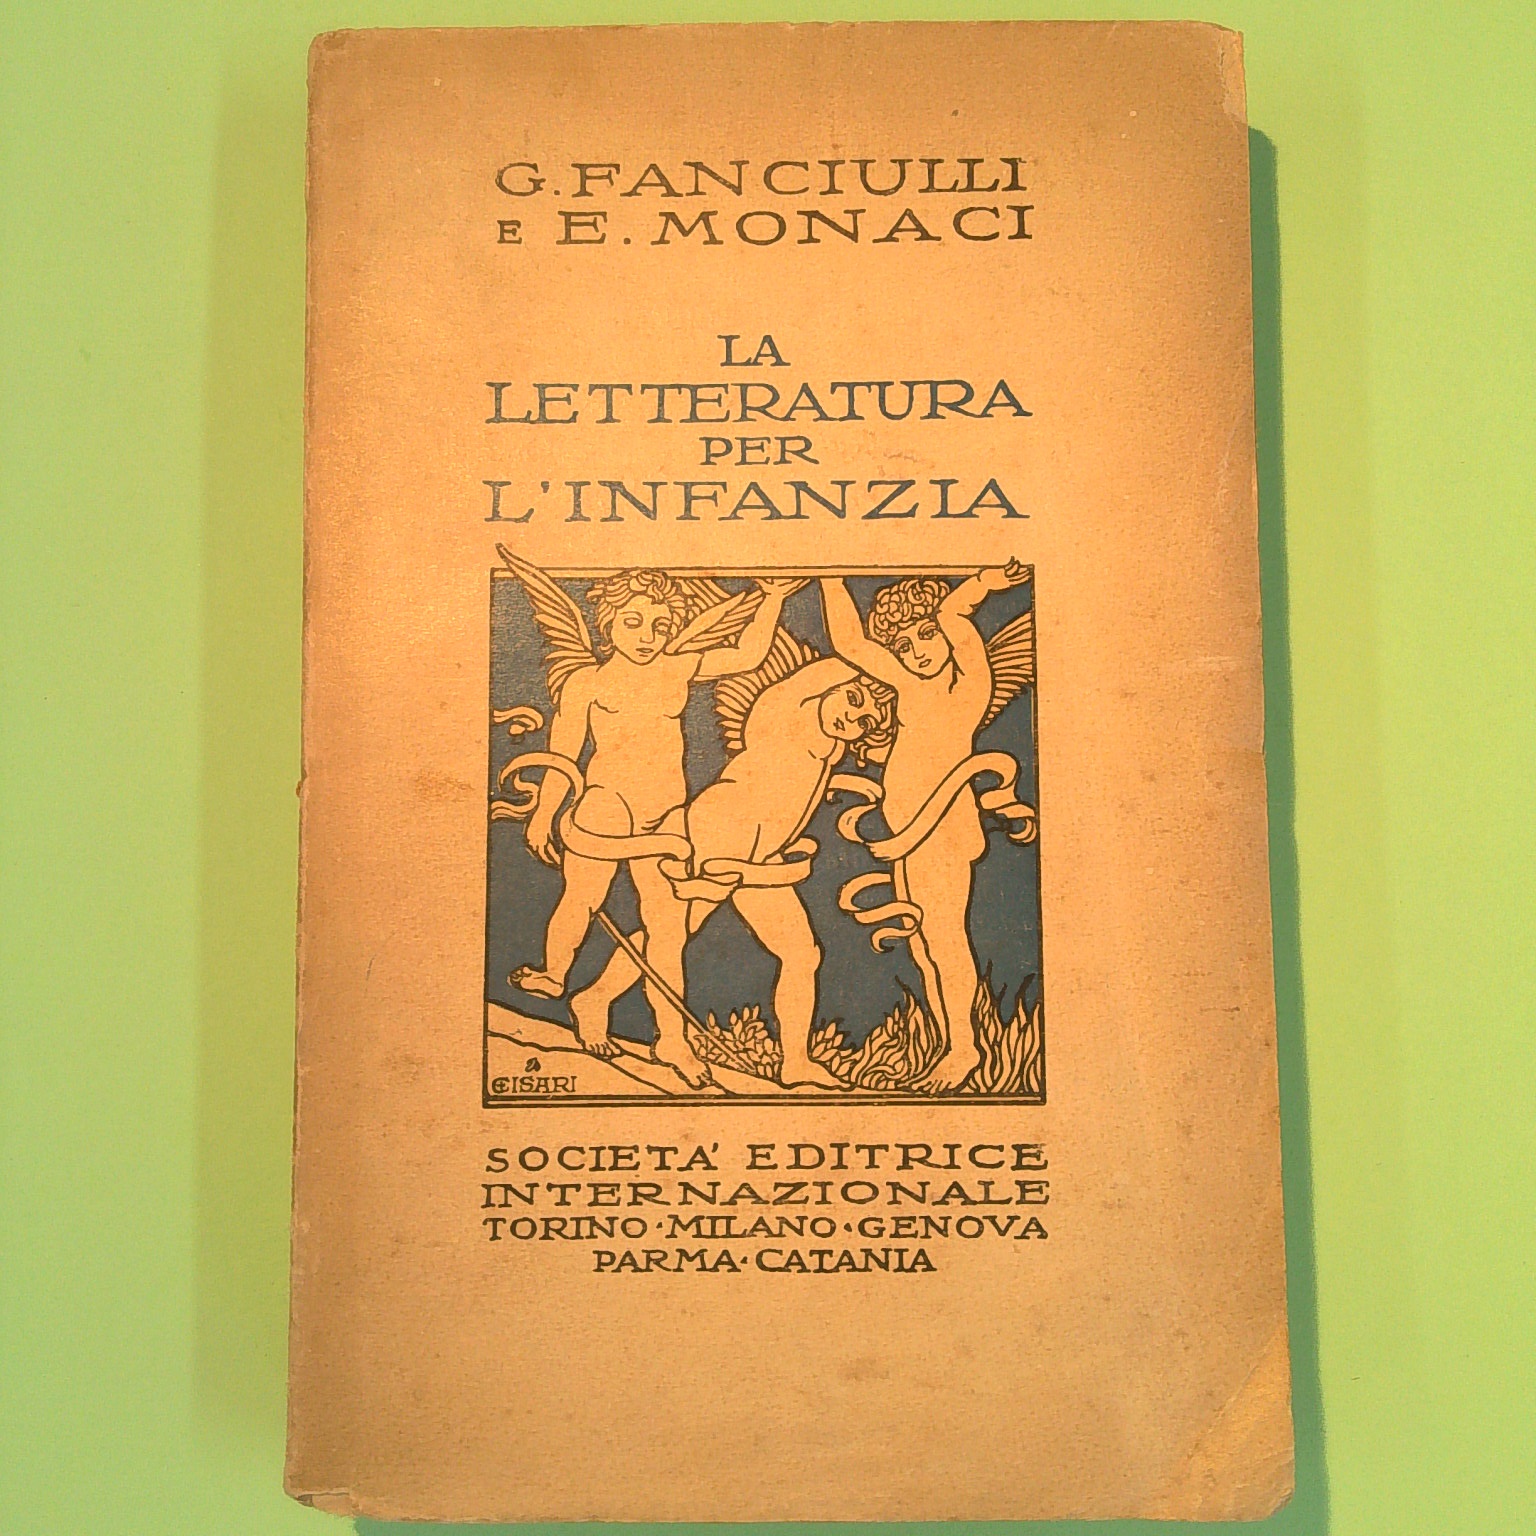 G. FANCIULLI
E E. MONACI
LA
LETTERATURA
PER
L'INFANZIA
CISARI
SOCIETA' EDITRICE
INTERNAZIONALE
TORINO · MILANO · GENOVA
PARMA · CATANIA